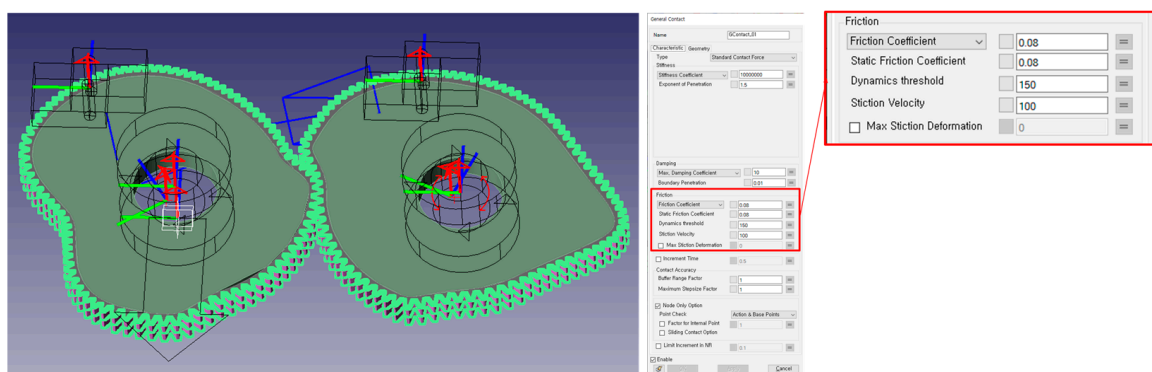 General Contact
Name GContact_01
Characteristic Geometry
Type Standard Contact Force
Stiffness
Stiffness Coefficient 10000000
Exponent of Penetration 1.5
Damping
Max. Damping Coefficient 10
Boundary Penetration 0.01
Friction
Friction Coefficient 0.08
Static Friction Coefficient 0.08
Dynamics threshold 150
Stiction Velocity 100
Max Stiction Deformation 0
Increment Time 0.9
Contact Accuracy
Buffer Range Factor 1
Maximum Stepsize Factor 1
Node Only Option
Point Check Action & Base Points
Factor for Internal Point 1
Sliding Contact Option
Limit Increment in NR 0.1
Enable
Cancel
Friction
Friction Coefficient 0.08
Static Friction Coefficient 0.08
Dynamics threshold 150
Stiction Velocity 100
Max Stiction Deformation 0